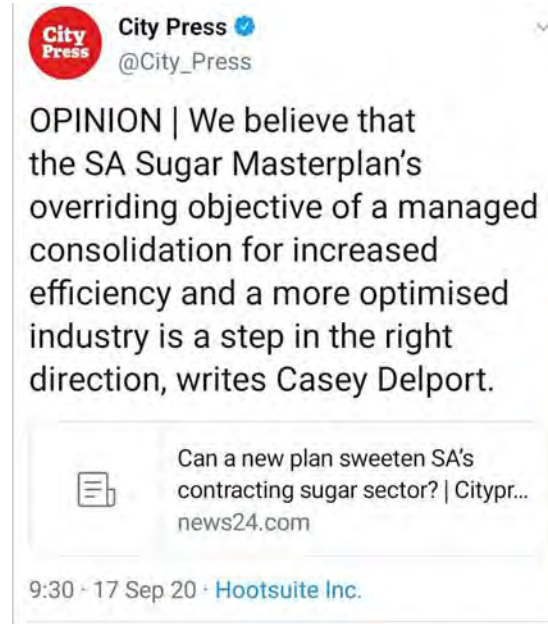 City
Press
City Press
@City_Press
OPINION | We believe that
the SA Sugar Masterplan's
overriding objective of a managed
consolidation for increased
efficiency and a more optimised
industry is a step in the right
direction, writes Casey Delport.
Can a new plan sweeten SA's
contracting sugar sector? | Citypr...
news24.com
9:30 · 17 Sep 20 · Hootsuite Inc.